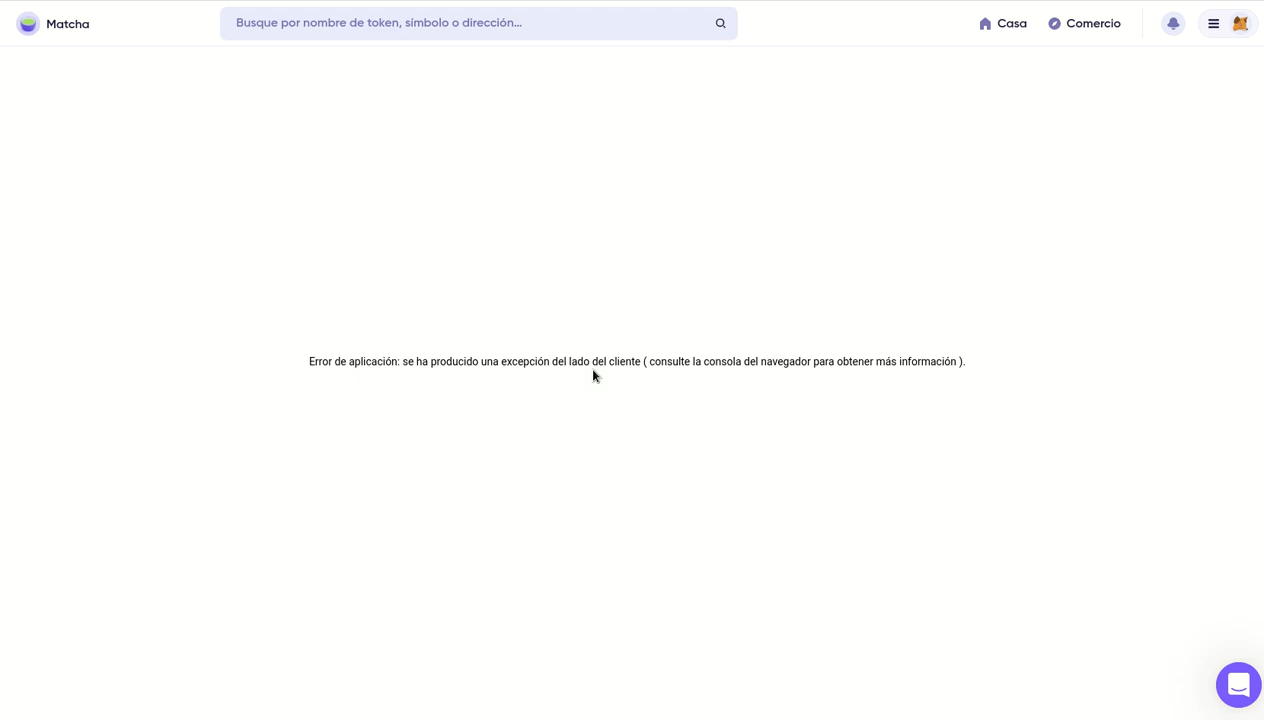 Matcha
Busque por nombre de token, símbolo o dirección...
Casa
Comercio
Error de aplicación: se ha producido una excepción del lado del cliente ( consulte la consola del navegador para obtener más información ).